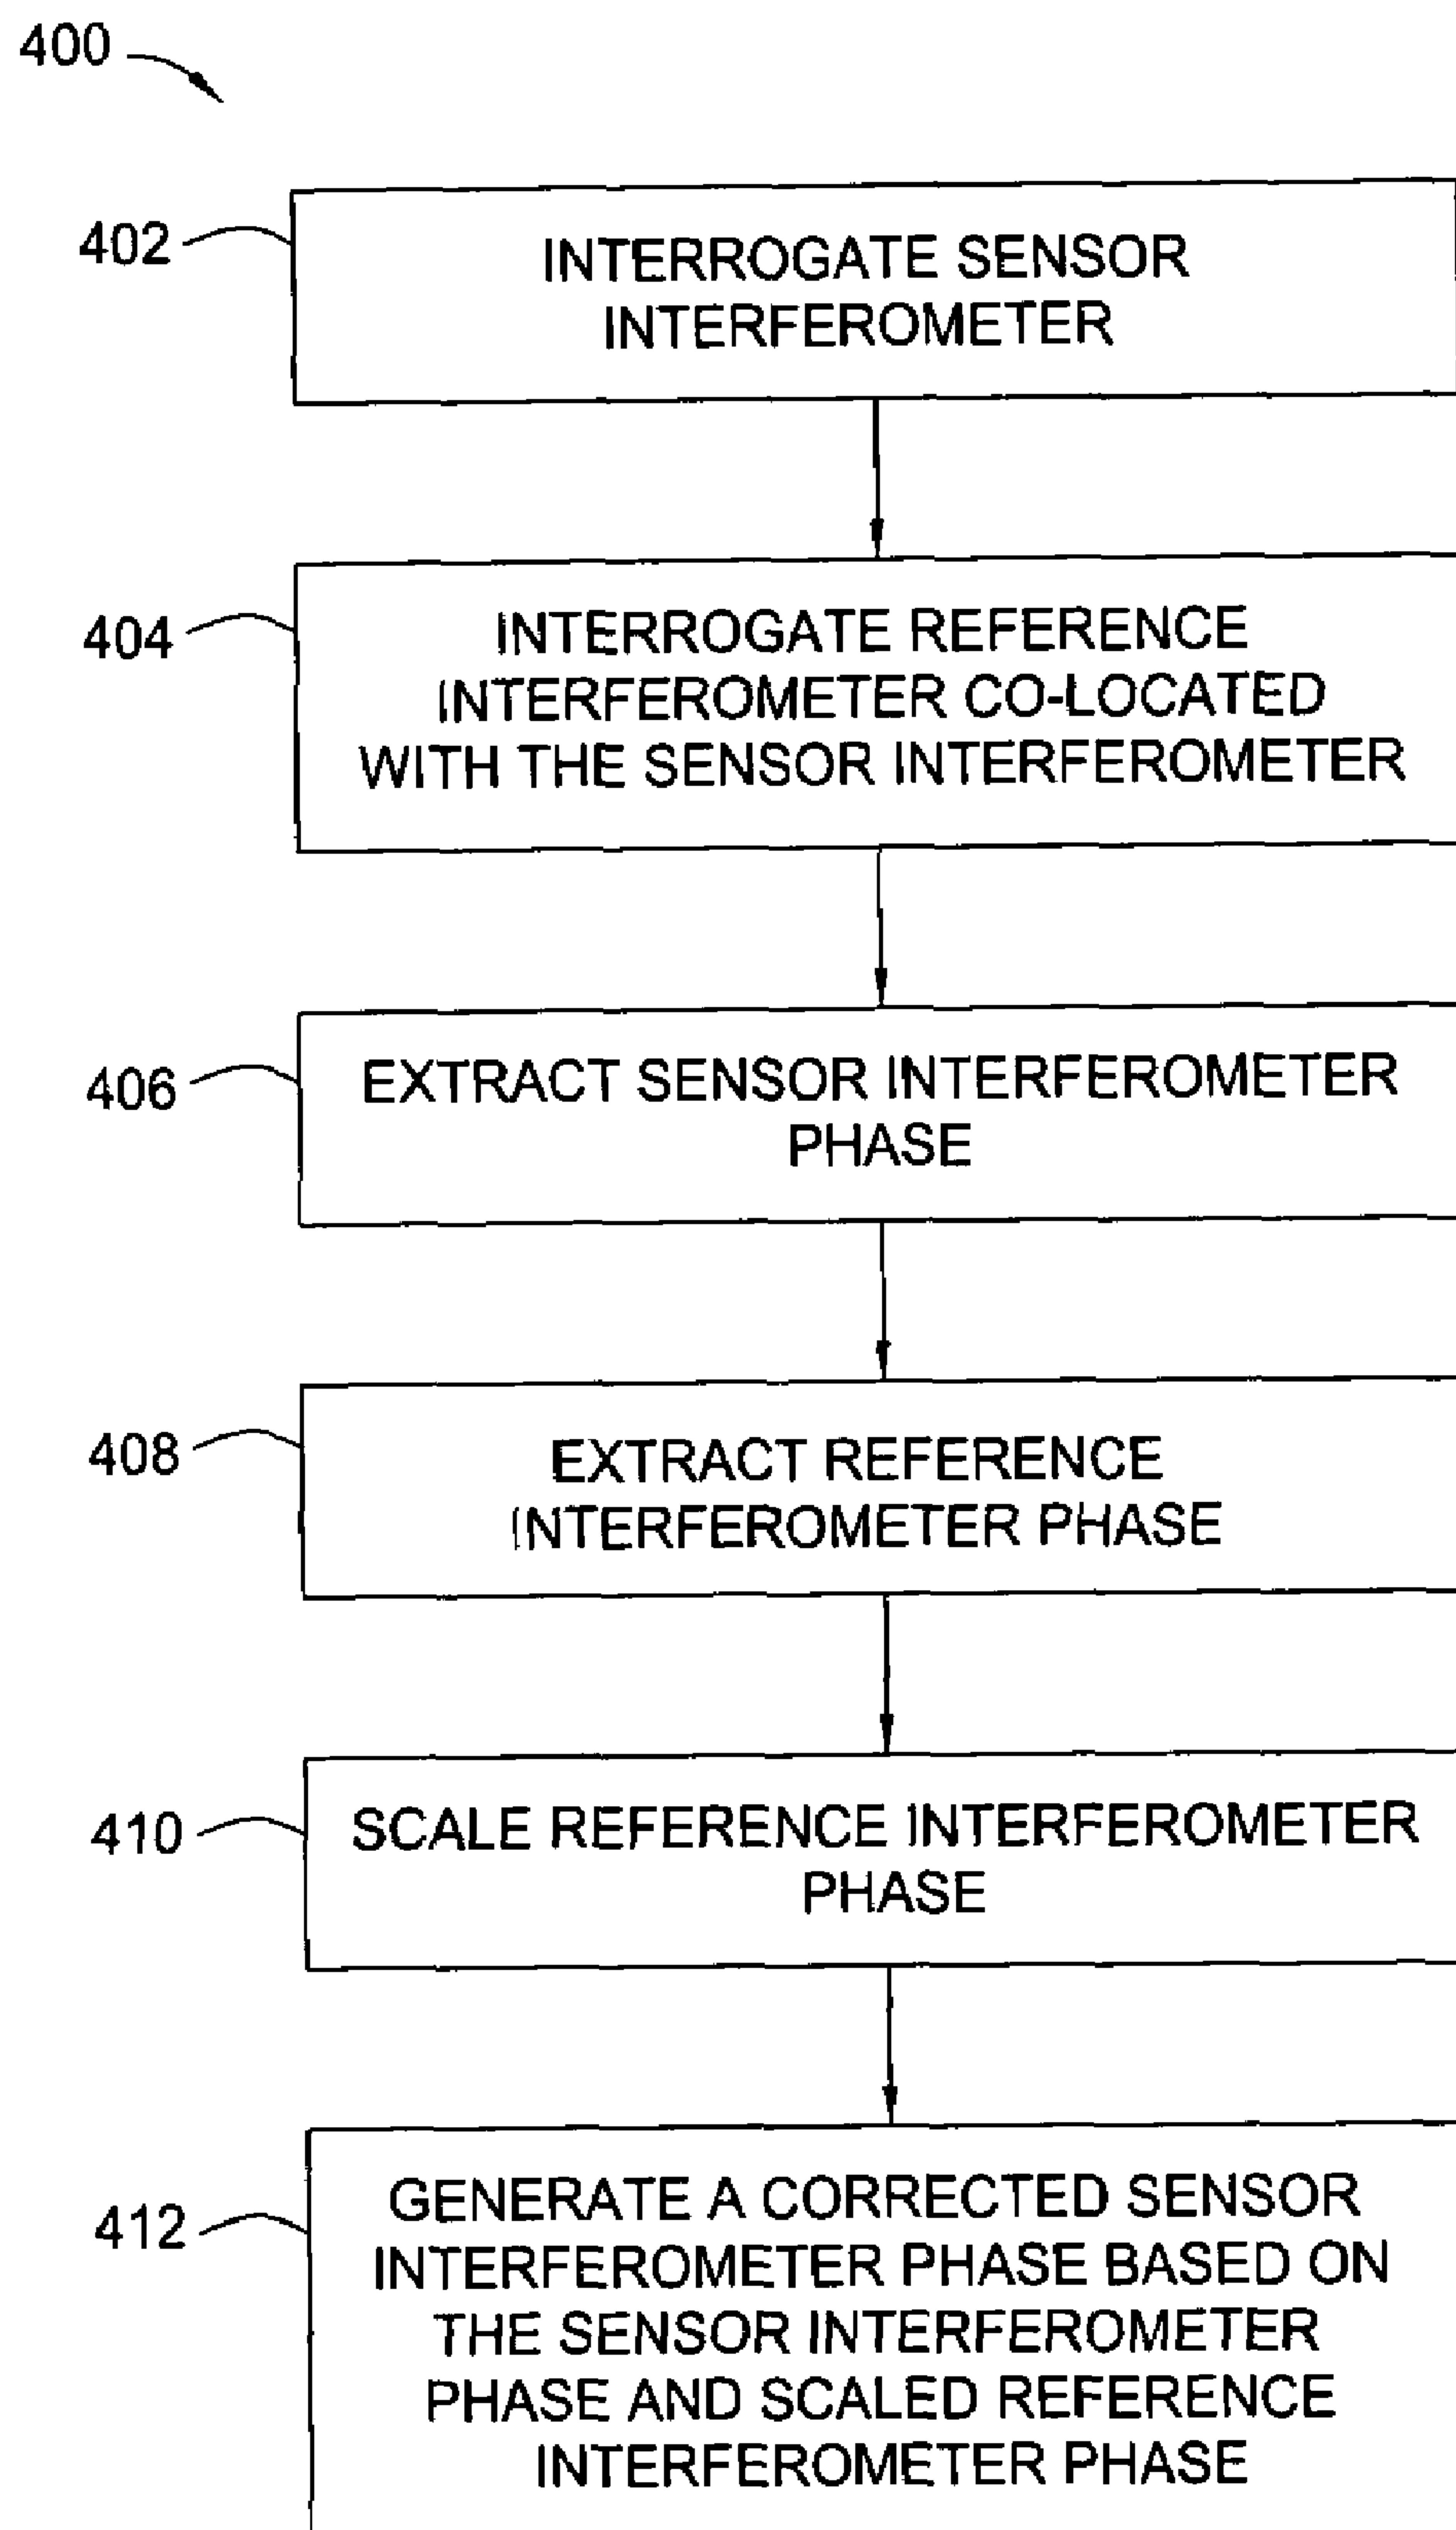 400
402
INTERROGATE SENSOR
INTERFEROMETER
404
INTERROGATE REFERENCE
INTERFEROMETER CO-LOCATED
WITH THE SENSOR INTERFEROMETER
406
EXTRACT SENSOR INTERFEROMETER
PHASE
408
EXTRACT REFERENCE
INTERFEROMETER PHASE
410
SCALE REFERENCE INTERFEROMETER
PHASE
412
GENERATE A CORRECTED SENSOR
INTERFEROMETER PHASE BASED ON
THE SENSOR INTERFEROMETER
PHASE AND SCALED REFERENCE
INTERFEROMETER PHASE